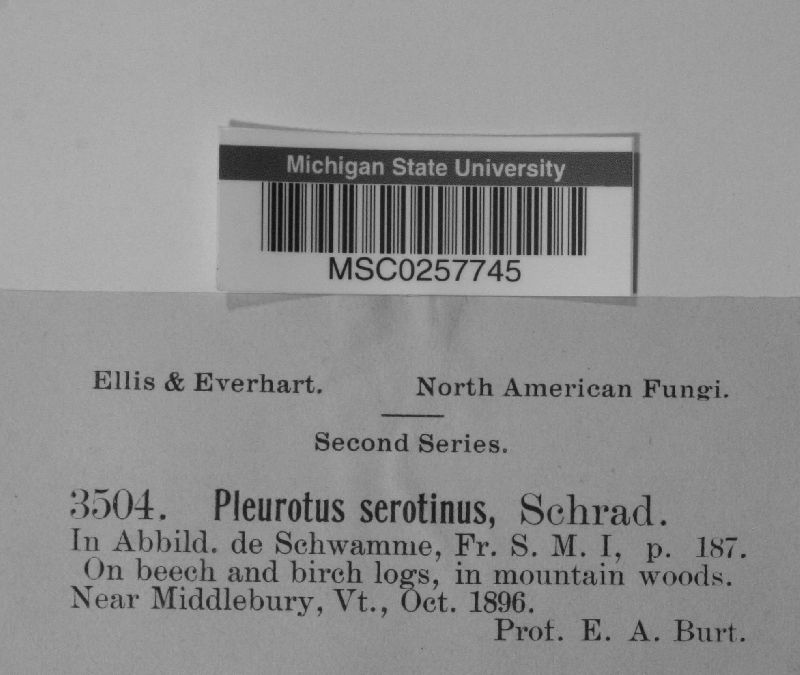 Michigan State University
MSC0257745
Ellis & Everhart. North American Fungi.
Second Series.
3504. Pleurotus serotinus, Schrad.
In Abbild. de Schwamme, Fr. S. M. I, p. 187.
On beech and birch logs, in mountain woods.
Near Middlebury, Vt., Oct. 1896.
Prof. E. A. Burt.